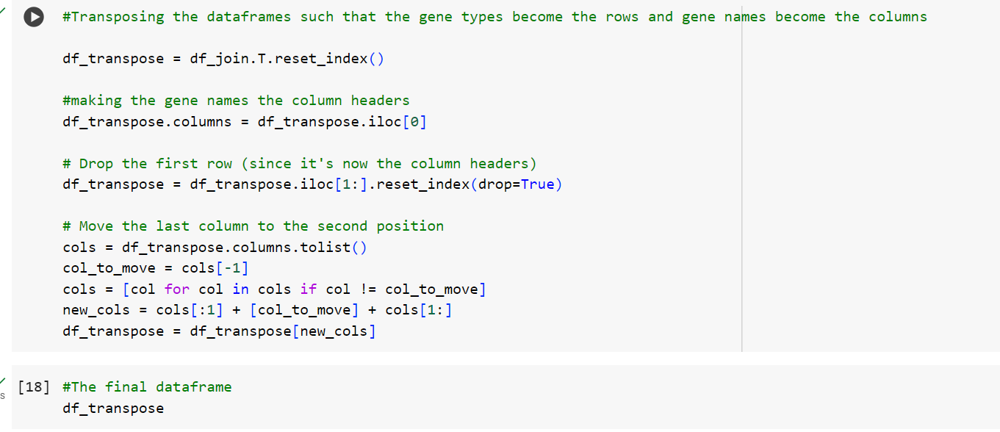 #Transposing the dataframes such that the gene types become the rows and gene names become the columns
df_transpose = df_join.T.reset_index()
#making the gene names the column headers
df_transpose.columns = df_transpose.iloc[0]
# Drop the first row (since it's now the column headers)
df_transpose = df_transpose.iloc[1:].reset_index(drop=True)
# Move the last column to the second position
cols = df_transpose.columns.tolist()
col_to_move = cols[-1]
cols = [col for col in cols if col != col_to_move]
new_cols = cols[:1] + [col_to_move] + cols[1:]
df_transpose = df_transpose[new_cols]
[18] #The final dataframe
s df_transpose